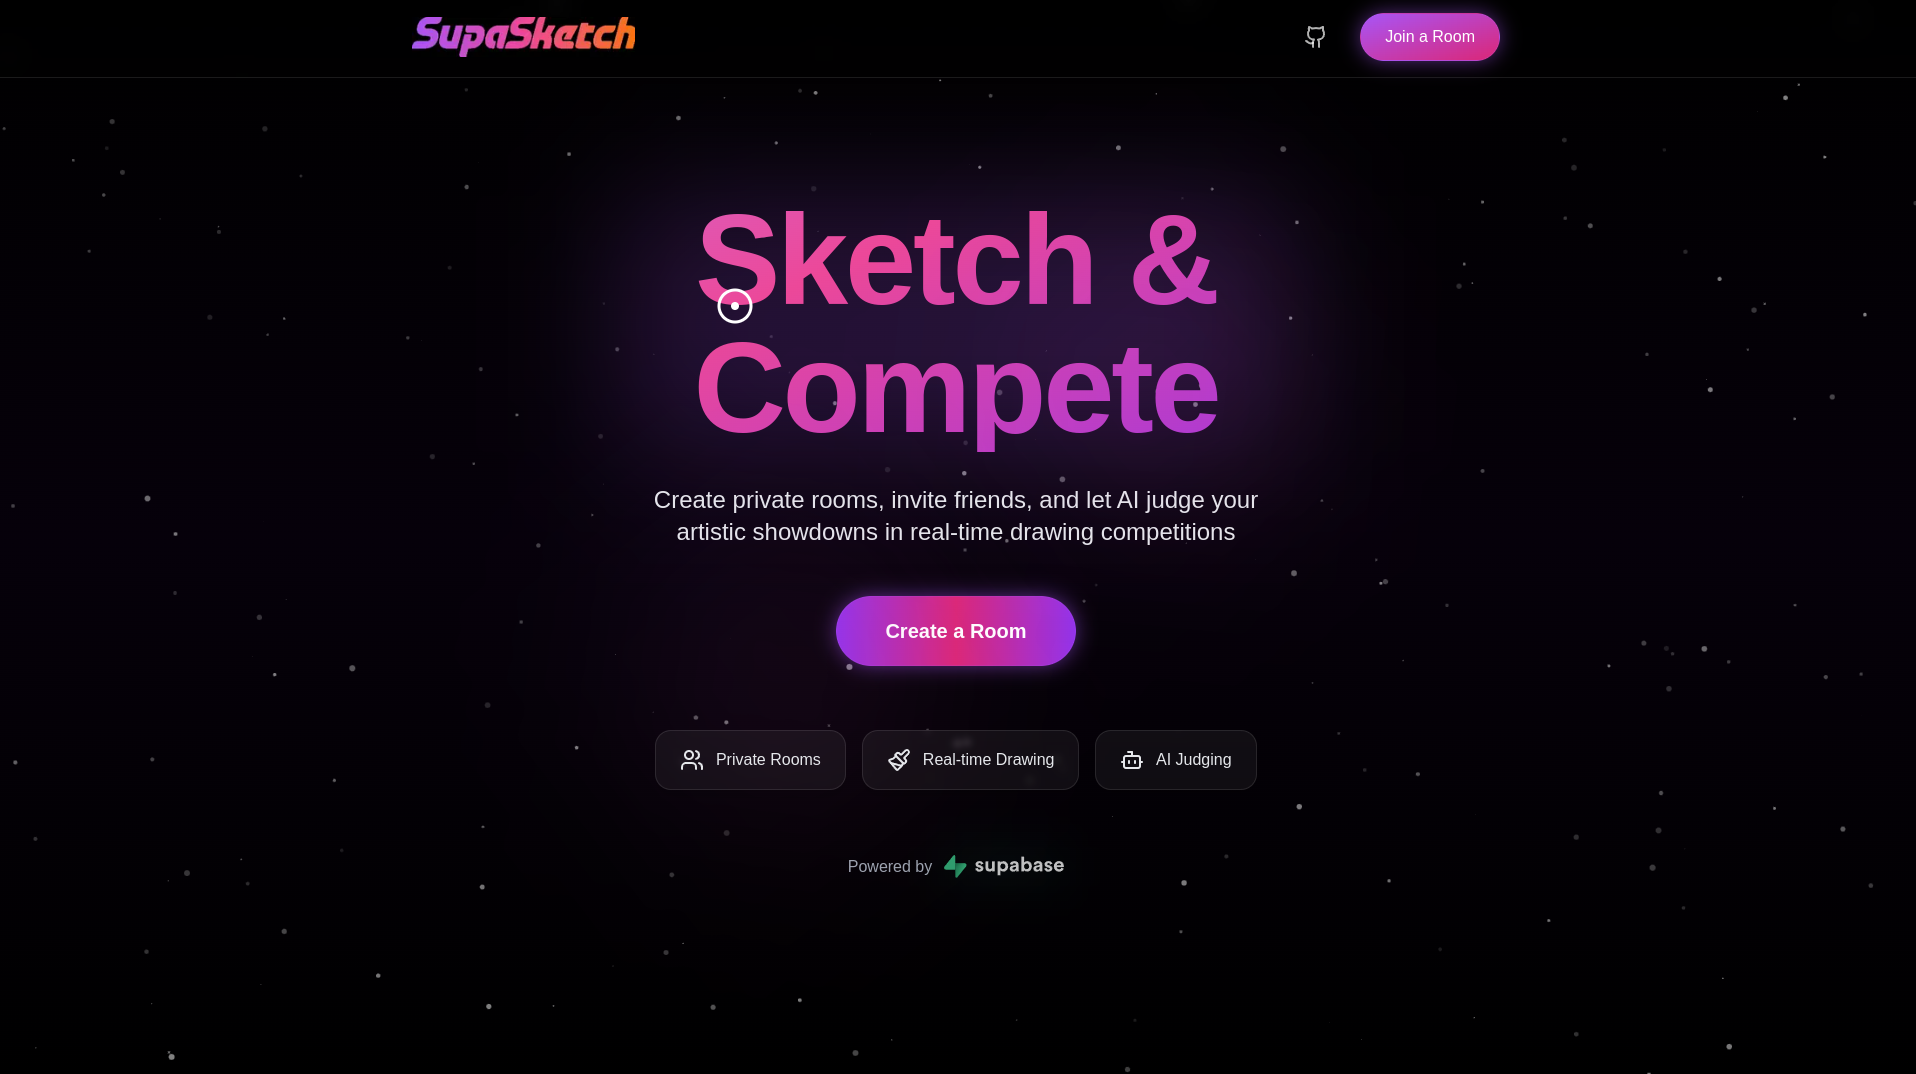 SupaSketch
Join a Room
Sketch &
Compete
Create private rooms, invite friends, and let AI judge your
artistic showdowns in real-time drawing competitions
Create a Room
Private Rooms
Real-time Drawing
AI Judging
Powered by supabase